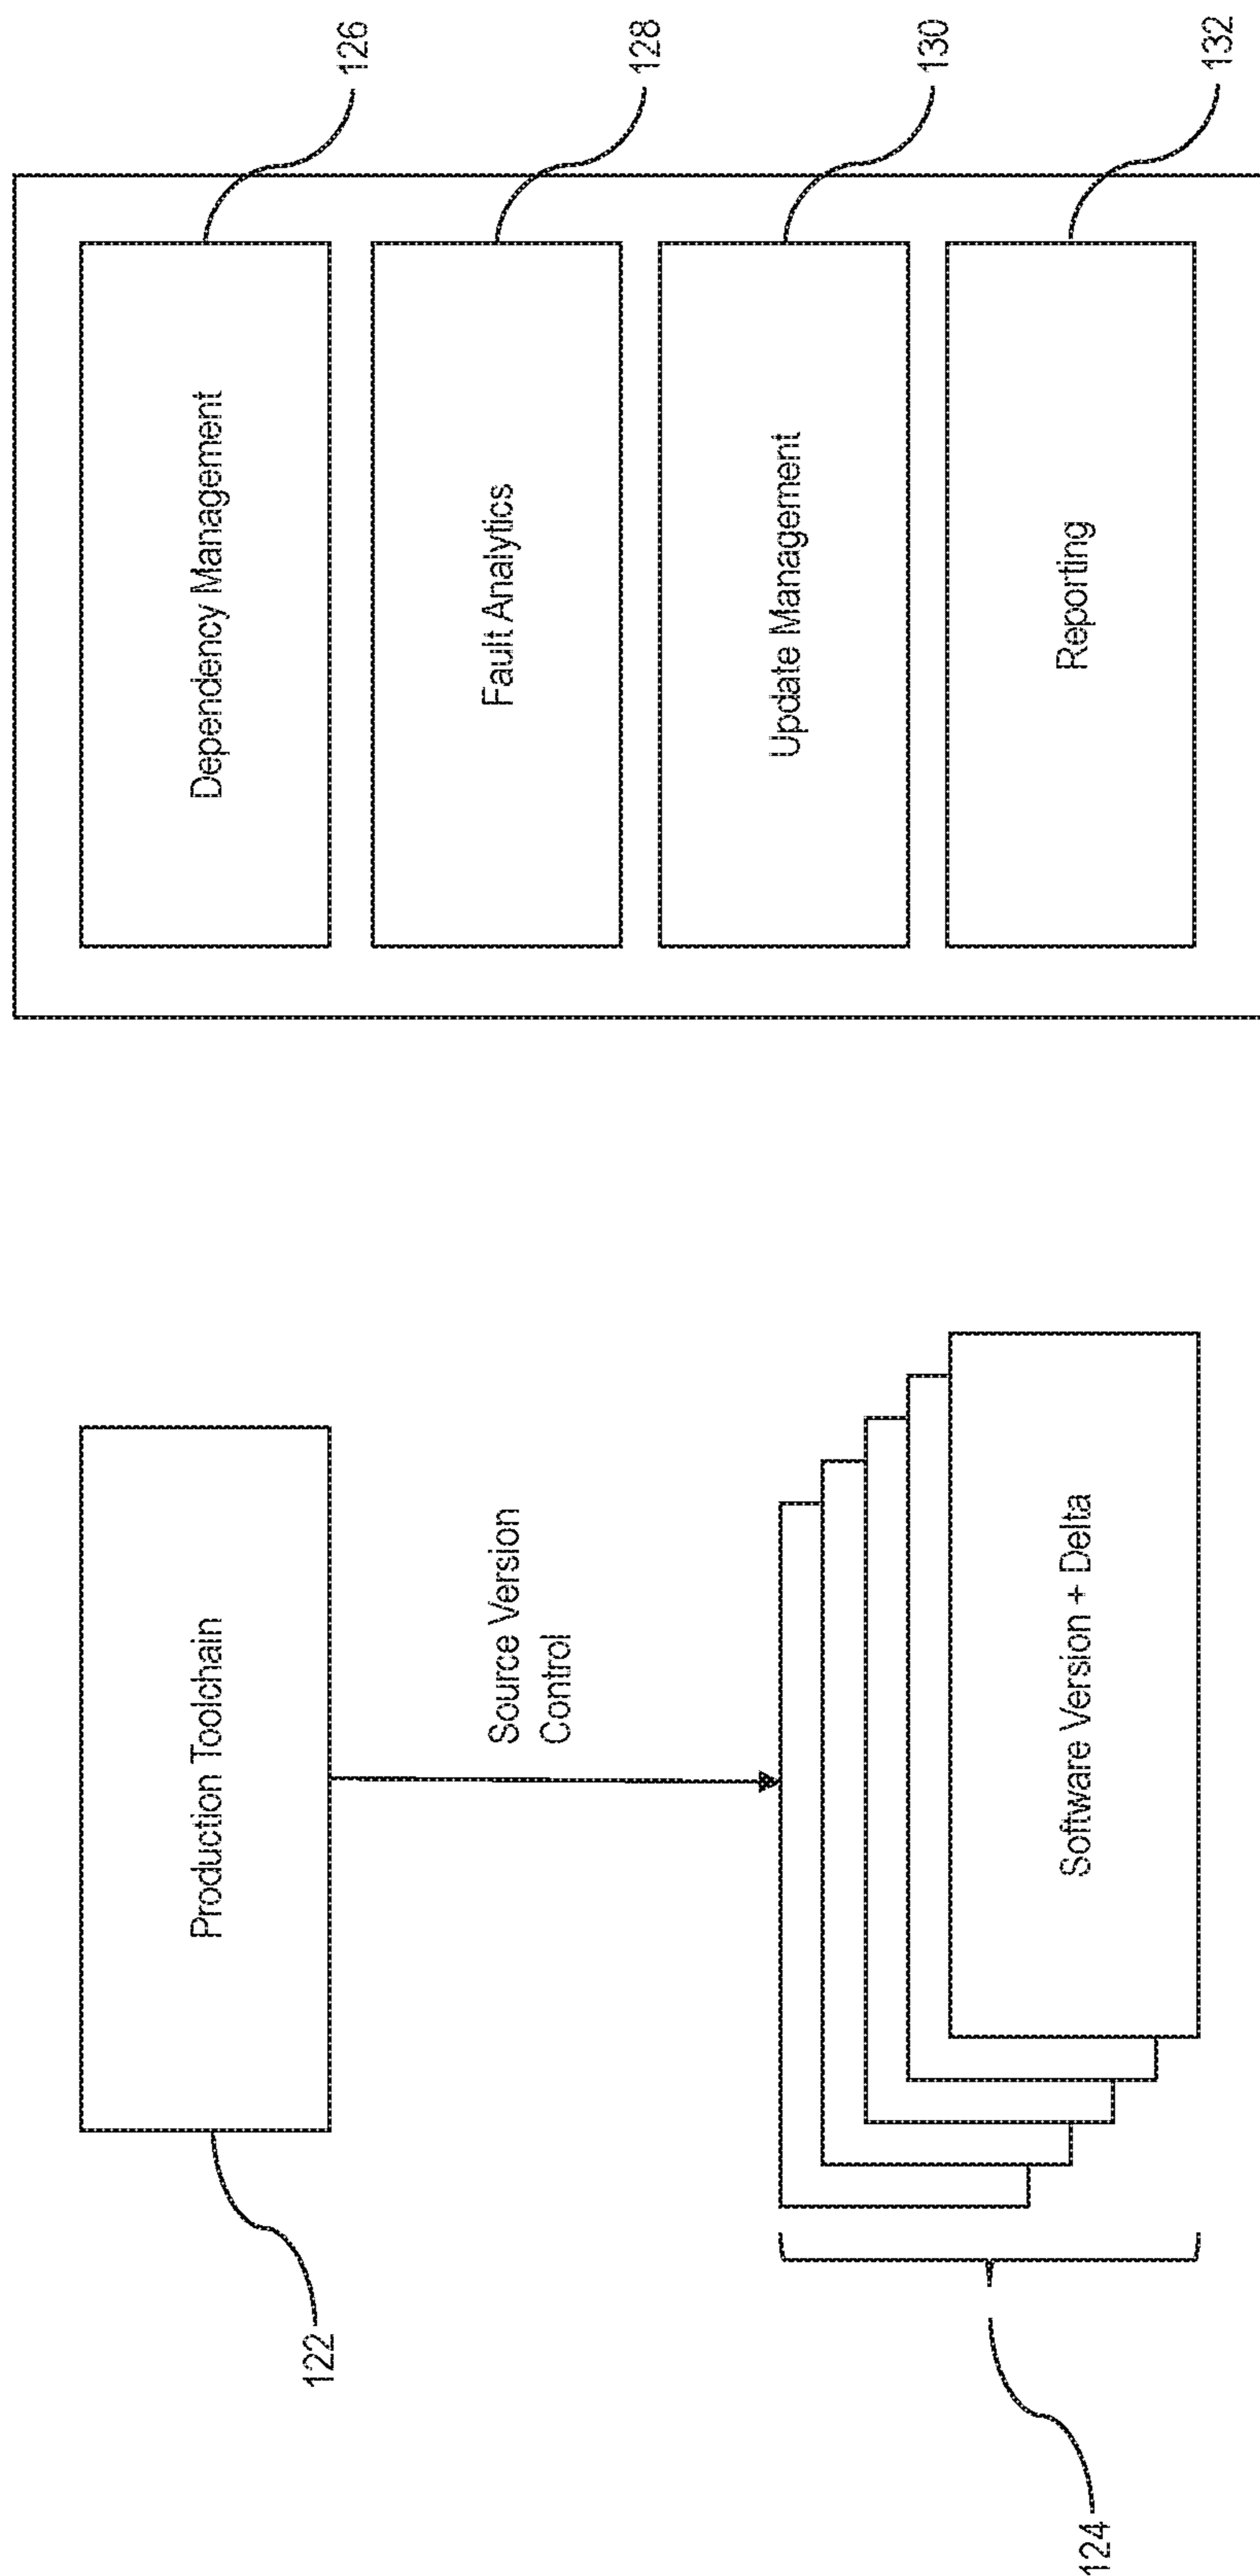 122
Production Toolchain
Source Version
Control
124
Software Version + Delta
Dependency Management
126
Fault Analytics
128
Update Management
130
Reporting
132